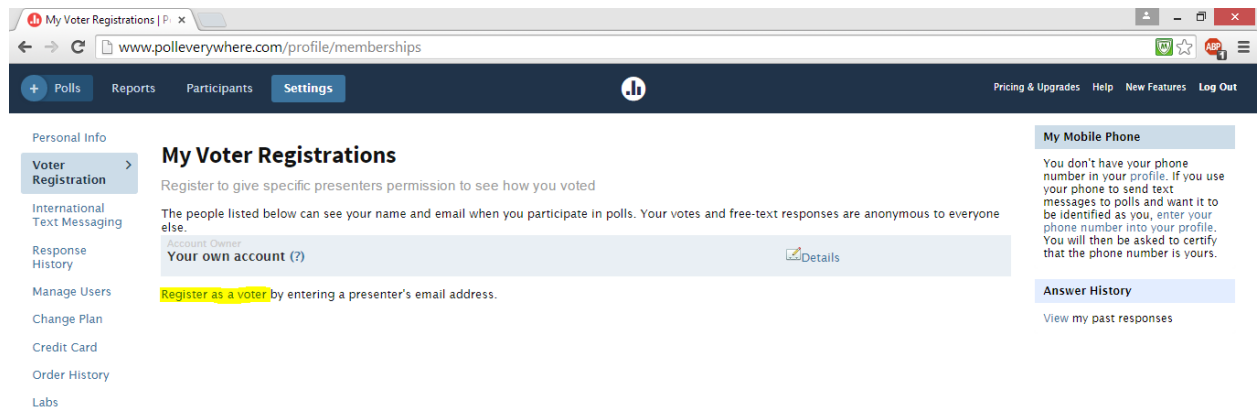 My Voter Registrations | P
www.polleverywhere.com/profile/memberships
ABP
1
+ Polls Reports Participants Settings
Pricing & Upgrades Help New Features Log Out
Personal Info
Voter
Registration
International
Text Messaging
Response
History
Manage Users
Change Plan
Credit Card
Order History
Labs
My Voter Registrations
Register to give specific presenters permission to see how you voted
The people listed below can see your name and email when you participate in polls. Your votes and free-text responses are anonymous to everyone
else.
Account Owner
Your own account (?)
Details
Register as a voter by entering a presenter's email address.
My Mobile Phone
You don't have your phone
number in your profile. If you use
your phone to send text
messages to polls and want it to
be identified as you, enter your
phone number into your profile.
You will then be asked to certify
that the phone number is yours.
Answer History
View my past responses